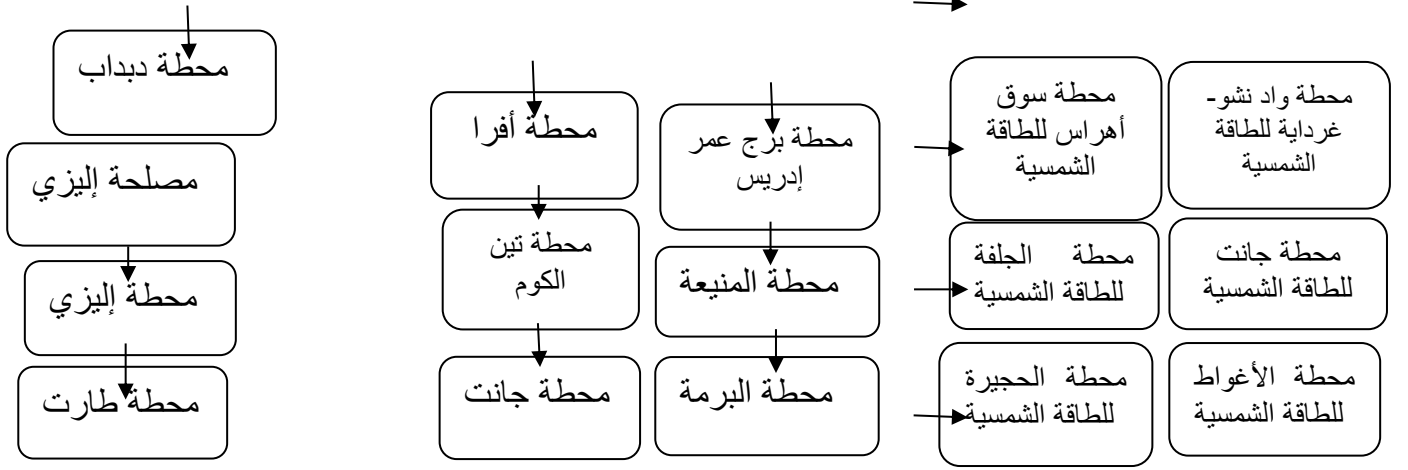 محطة واد نشو-
غرداية للطاقة
الشمسية
محطة جانت
للطاقة الشمسية
محطة الأغواط
للطاقة الشمسية
محطة سوق
أهراس للطاقة
الشمسية
محطة الجلفة
للطاقة الشمسية
محطة الحجيرة
للطاقة الشمسية
محطة برج عمر
إدريس
محطة المنيعة
محطة البرمة
محطة أفرا
محطة تين
الكوم
محطة جانت
محطة دبداب
مصلحة إليزي
محطة إليزي
محطة طارت